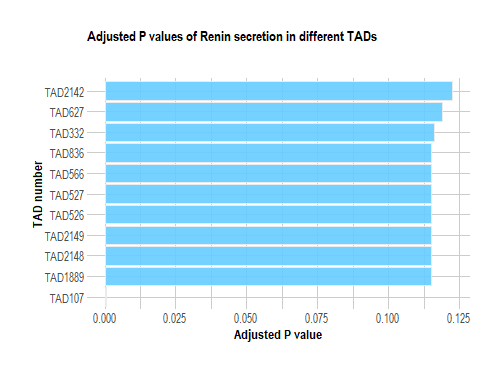 Adjusted P values of Renin secretion in different TADs
TAD2142
TAD627
TAD332
TAD836
TAD566
TAD527
TAD526
TAD2149
TAD2148
TAD1889
TAD107
TAD number
0.000 0.025 0.050 0.075 0.100 0.125
Adjusted P value